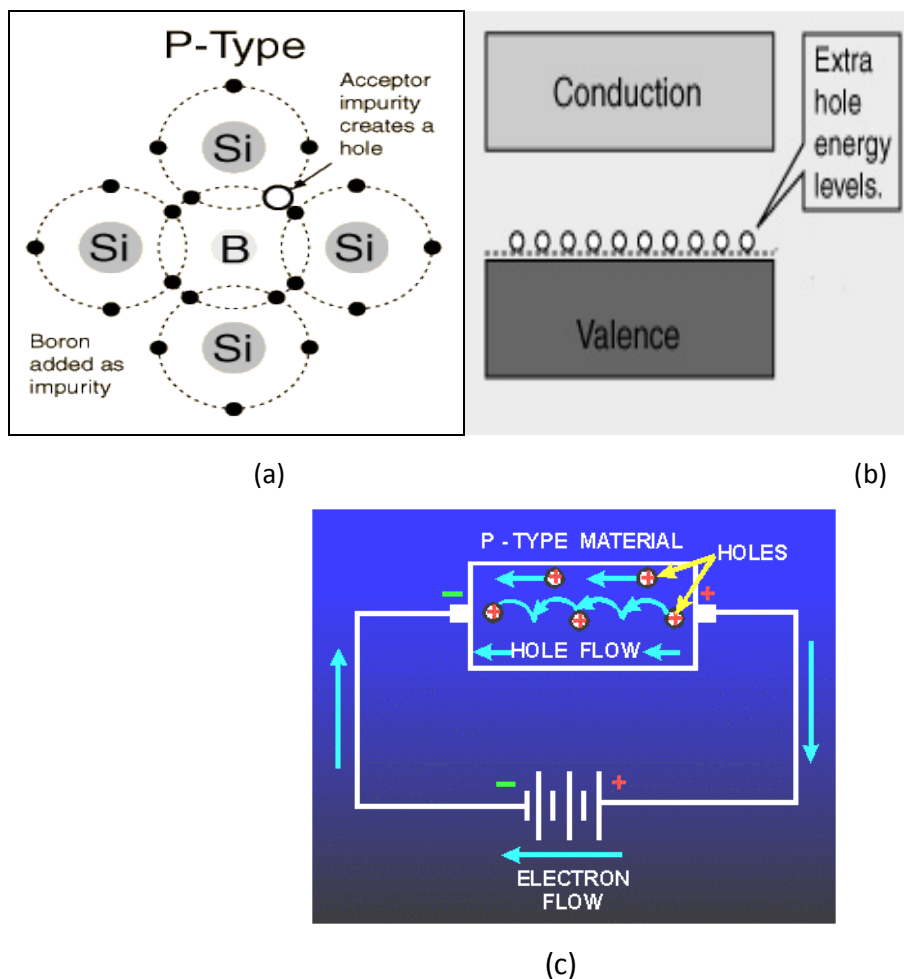 P-Type
Acceptor
impurity
creates a
hole
Si
Si
B
Si
Si
Boron
added as
impurity
Conduction
Extra
hole
energy
levels.
Valence
(a)
(b)
P - TYPE MATERIAL
HOLES
−
+
+
+
+
+
+
HOLE FLOW
−
+
ELECTRON
FLOW
(c)